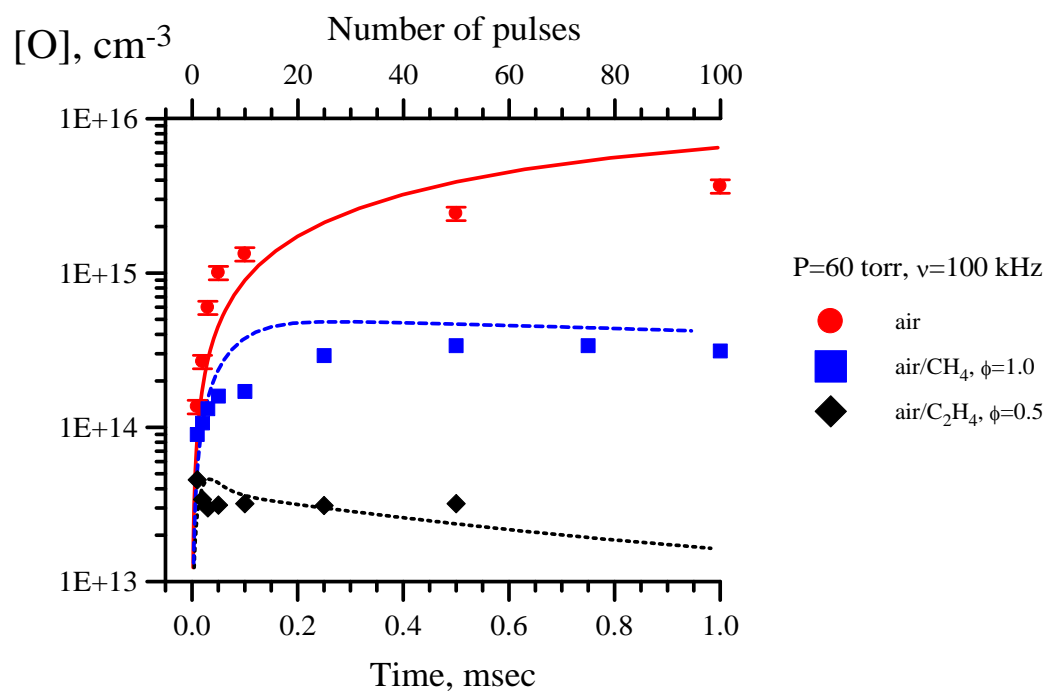 [O], cm-3
Number of pulses
0 20 40 60 80 100
1E+16
1E+15
1E+14
1E+13
0.0 0.2 0.4 0.6 0.8 1.0
Time, msec
P=60 torr, ν=100 kHz
air
air/CH4, ϕ=1.0
air/C2H4, ϕ=0.5